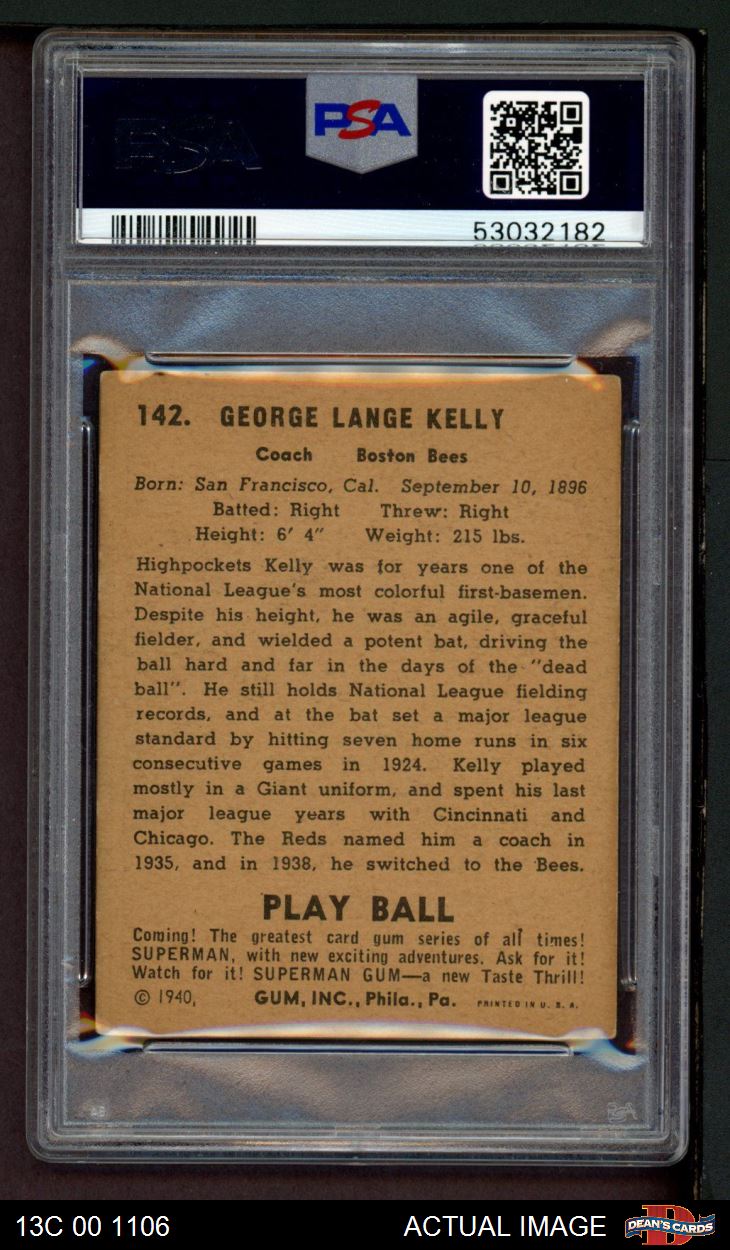 PSA
PSA
53032182
142. GEORGE LANGE KELLY
Coach Boston Bees
Born: San Francisco, Cal. September 10, 1896
Batted: Right Threw: Right
Height: 6′ 4″ Weight: 215 lbs.
Highpockets Kelly was for years one of the
National League's most colorful first-basemen.
Despite his height, he was an agile, graceful
fielder, and wielded a potent bat, driving the
ball hard and far in the days of the "dead
ball". He still holds National League fielding
records, and at the bat set a major league
standard by hitting seven home runs in six
consecutive games in 1924. Kelly played
mostly in a Giant uniform, and spent his last
major league years with Cincinnati and
Chicago. The Reds named him a coach in
1935, and in 1938, he switched to the Bees.
PLAY BALL
Coming! The greatest card gum series of all times!
SUPERMAN, with new exciting adventures. Ask for it!
Watch for it! SUPERMAN GUM—a new Taste Thrill!
© 1940, GUM, INC., Phila., Pa. PRINTED IN U. S. A.
13C 00 1106 ACTUAL IMAGE DEAN'S CARDS